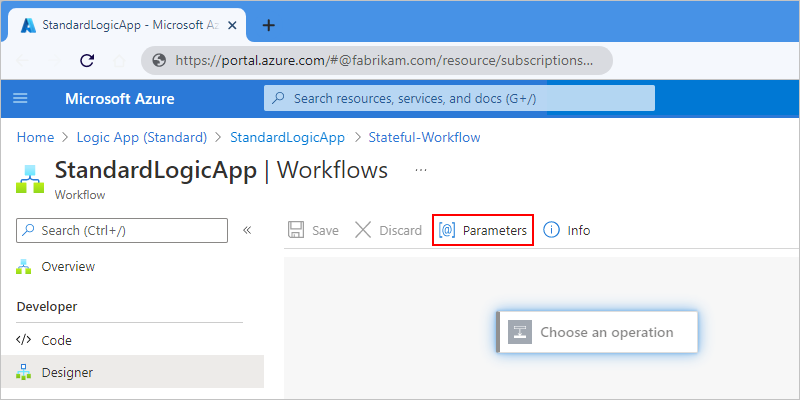 StandardLogicApp - Microsoft Az
https://portal.azure.com/#@fabrikam.com/resource/subscriptions...
Microsoft Azure
Search resources, services, and docs (G+/)
Home > Logic App (Standard) > StandardLogicApp > Stateful-Workflow
StandardLogicApp | Workflows ...
Workflow
Search (Ctrl+/) «
Save Discard [@] Parameters Info
Overview
Developer
</> Code
Designer
Choose an operation